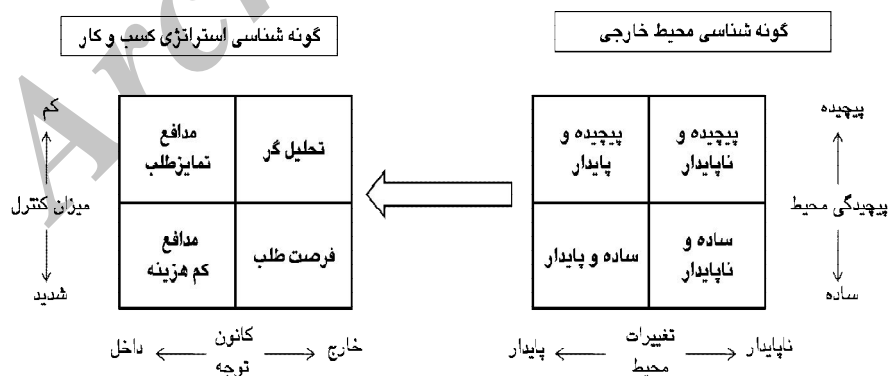 گونه شناسی محیط خارجی
پیچیده
پیچیدگی محیط
ساده
پیچیده و
ناپایدار
پیچیده و
پایدار
ساده و
ناپایدار
ساده و پایدار
ناپایدار
تغییرات
محیط
پایدار
گونه شناسی استراتژی کسب و کار
تحلیل گر
مدافع
تمایزطلب
فرصت طلب
مدافع
کم هزینه
کم
میزان کنترل
شدید
خارج
کانون
توجه
داخل
Arc